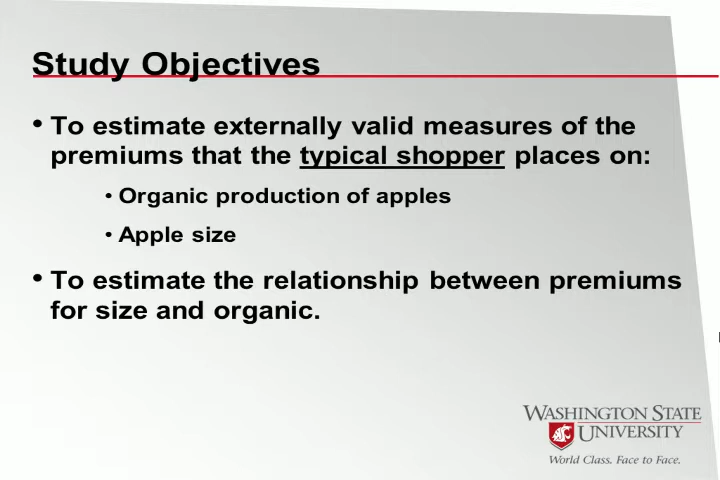 Study Objectives
• To estimate externally valid measures of the
premiums that the typical shopper places on:
• Organic production of apples
• Apple size
• To estimate the relationship between premiums
for size and organic.
WASHINGTON STATE
UNIVERSITY
World Class. Face to Face.